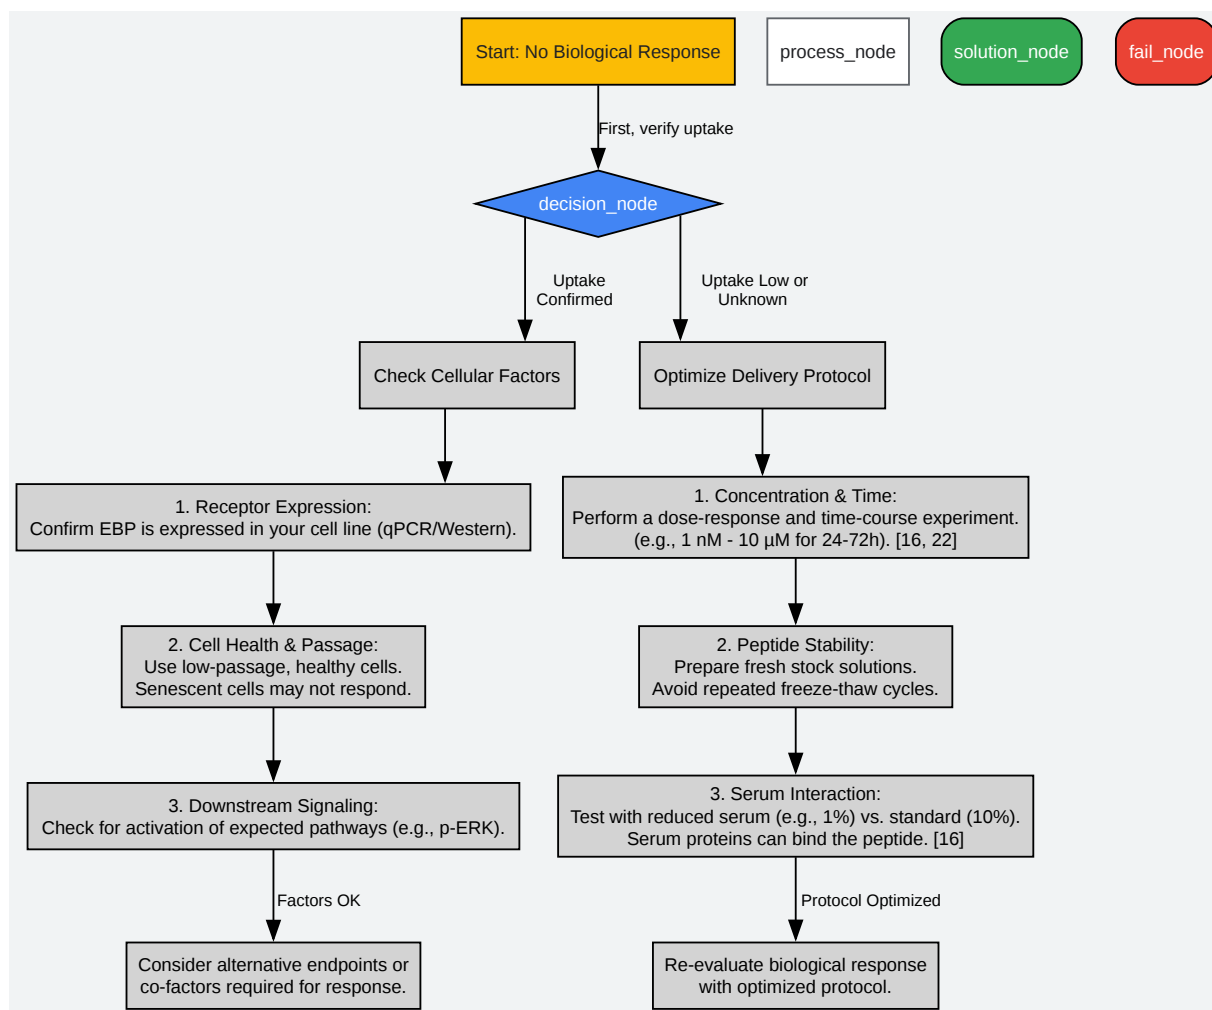 Start: No Biological Response
process_node
solution_node
fail_node
First, verify uptake
decision_node
Uptake
Confirmed
Uptake Low or
Unknown
Check Cellular Factors
Optimize Delivery Protocol
1. Receptor Expression:
Confirm EBP is expressed in your cell line (qPCR/Western).
1. Concentration & Time:
Perform a dose-response and time-course experiment.
(e.g., 1 nM - 10 µM for 24-72h). [16, 22]
2. Cell Health & Passage:
Use low-passage, healthy cells.
Senescent cells may not respond.
2. Peptide Stability:
Prepare fresh stock solutions.
Avoid repeated freeze-thaw cycles.
3. Downstream Signaling:
Check for activation of expected pathways (e.g., p-ERK).
3. Serum Interaction:
Test with reduced serum (e.g., 1%) vs. standard (10%).
Serum proteins can bind the peptide. [16]
Factors OK
Protocol Optimized
Consider alternative endpoints or
co-factors required for response.
Re-evaluate biological response
with optimized protocol.